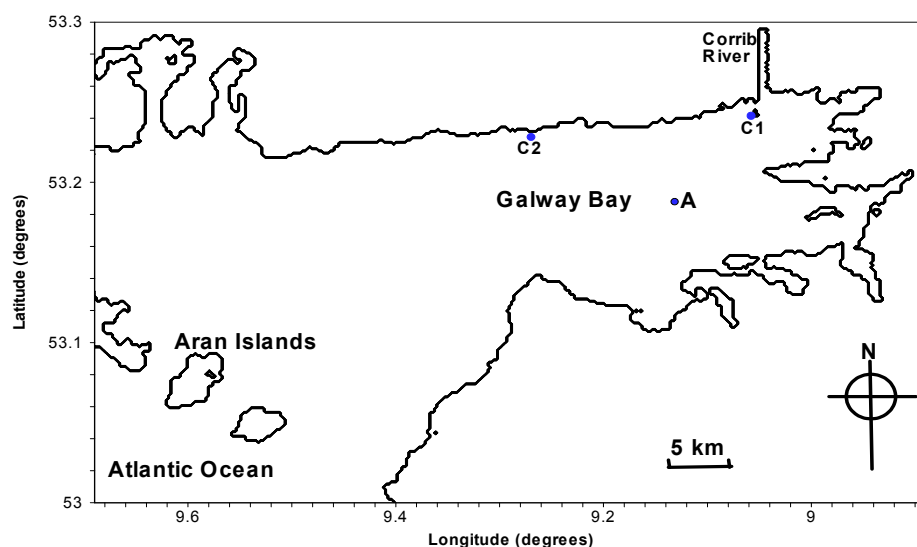 53.3
Corrib
River
C1
C2
53.2
Galway Bay
A
Latitude (degrees)
53.1
Aran Islands
N
5 km
Atlantic Ocean
53
9.6
9.4
9.2
9
Longitude (degrees)